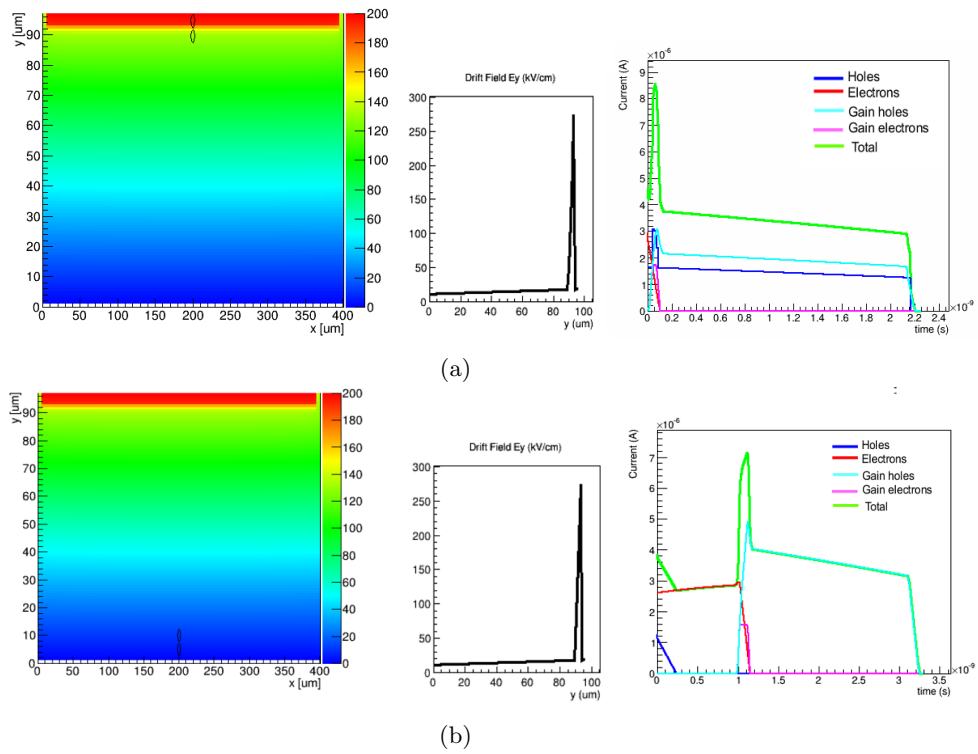 y [um]
90
80
70
60
50
40
30
20
10
0
0 50 100 150 200 250 300 350 400
x [um]
200
180
160
140
120
100
80
60
40
20
0
Drift Field Ey (kV/cm)
300
250
200
150
100
50
0
0 20 40 60 80 100
y (um)
×10⁻⁶
Current (A)
9
8
7
6
5
4
3
2
1
0
0 0.2 0.4 0.6 0.8 1 1.2 1.4 1.6 1.8 2 2.2 2.4
×10⁻⁹
time (s)
Holes
Electrons
Gain holes
Gain electrons
Total
(a)
y [um]
90
80
70
60
50
40
30
20
10
0
0 50 100 150 200 250 300 350 400
x [um]
200
180
160
140
120
100
80
60
40
20
0
Drift Field Ey (kV/cm)
300
250
200
150
100
50
0
0 20 40 60 80 100
y (um)
×10⁻⁶
Current (A)
7
6
5
4
3
2
1
0
0 0.5 1 1.5 2 2.5 3 3.5
×10⁻⁹
time (s)
Holes
Electrons
Gain holes
Gain electrons
Total
(b)